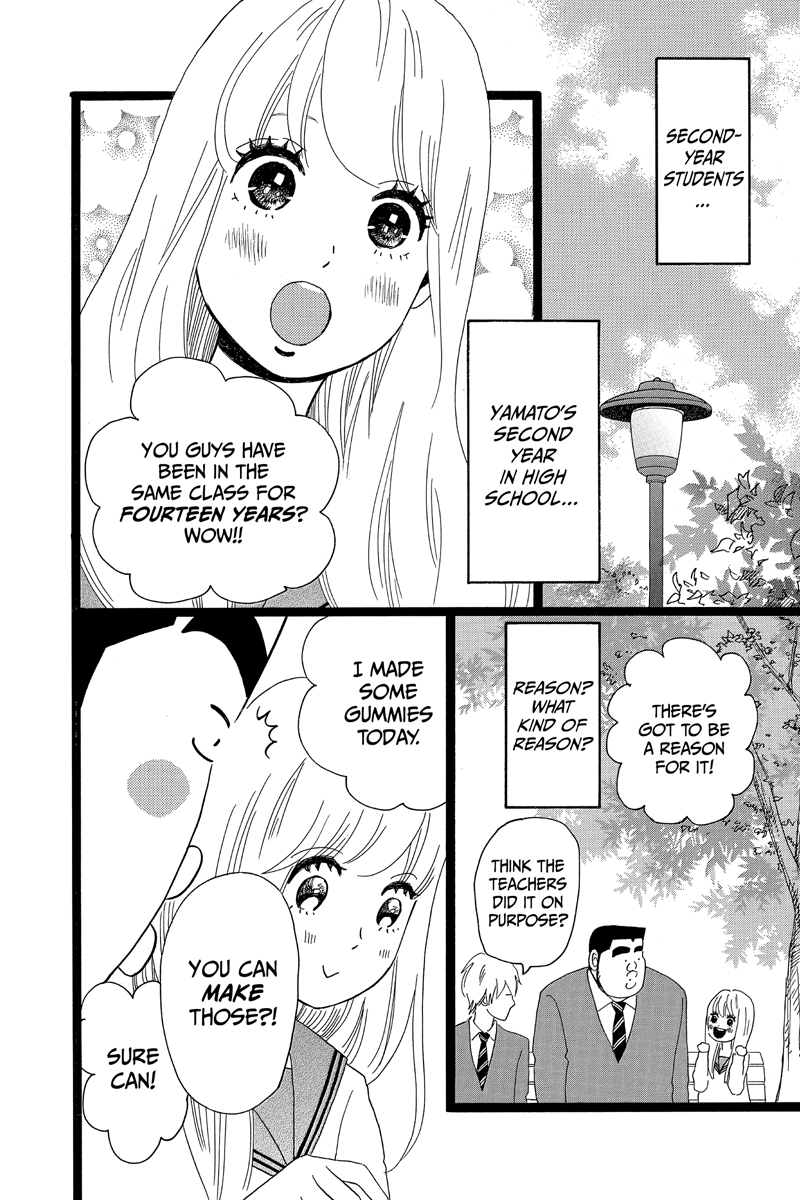 SECOND-
YEAR
STUDENTS
...
YAMATO'S
SECOND
YEAR
IN HIGH
SCHOOL...
YOU GUYS HAVE
BEEN IN THE
SAME CLASS FOR
FOURTEEN YEARS?
WOW!!
THERE'S
GOT TO BE
A REASON
FOR IT!
REASON?
WHAT
KIND OF
REASON?
THINK THE
TEACHERS
DID IT ON
PURPOSE?
I MADE
SOME
GUMMIES
TODAY.
YOU CAN
MAKE
THOSE?!
SURE
CAN!